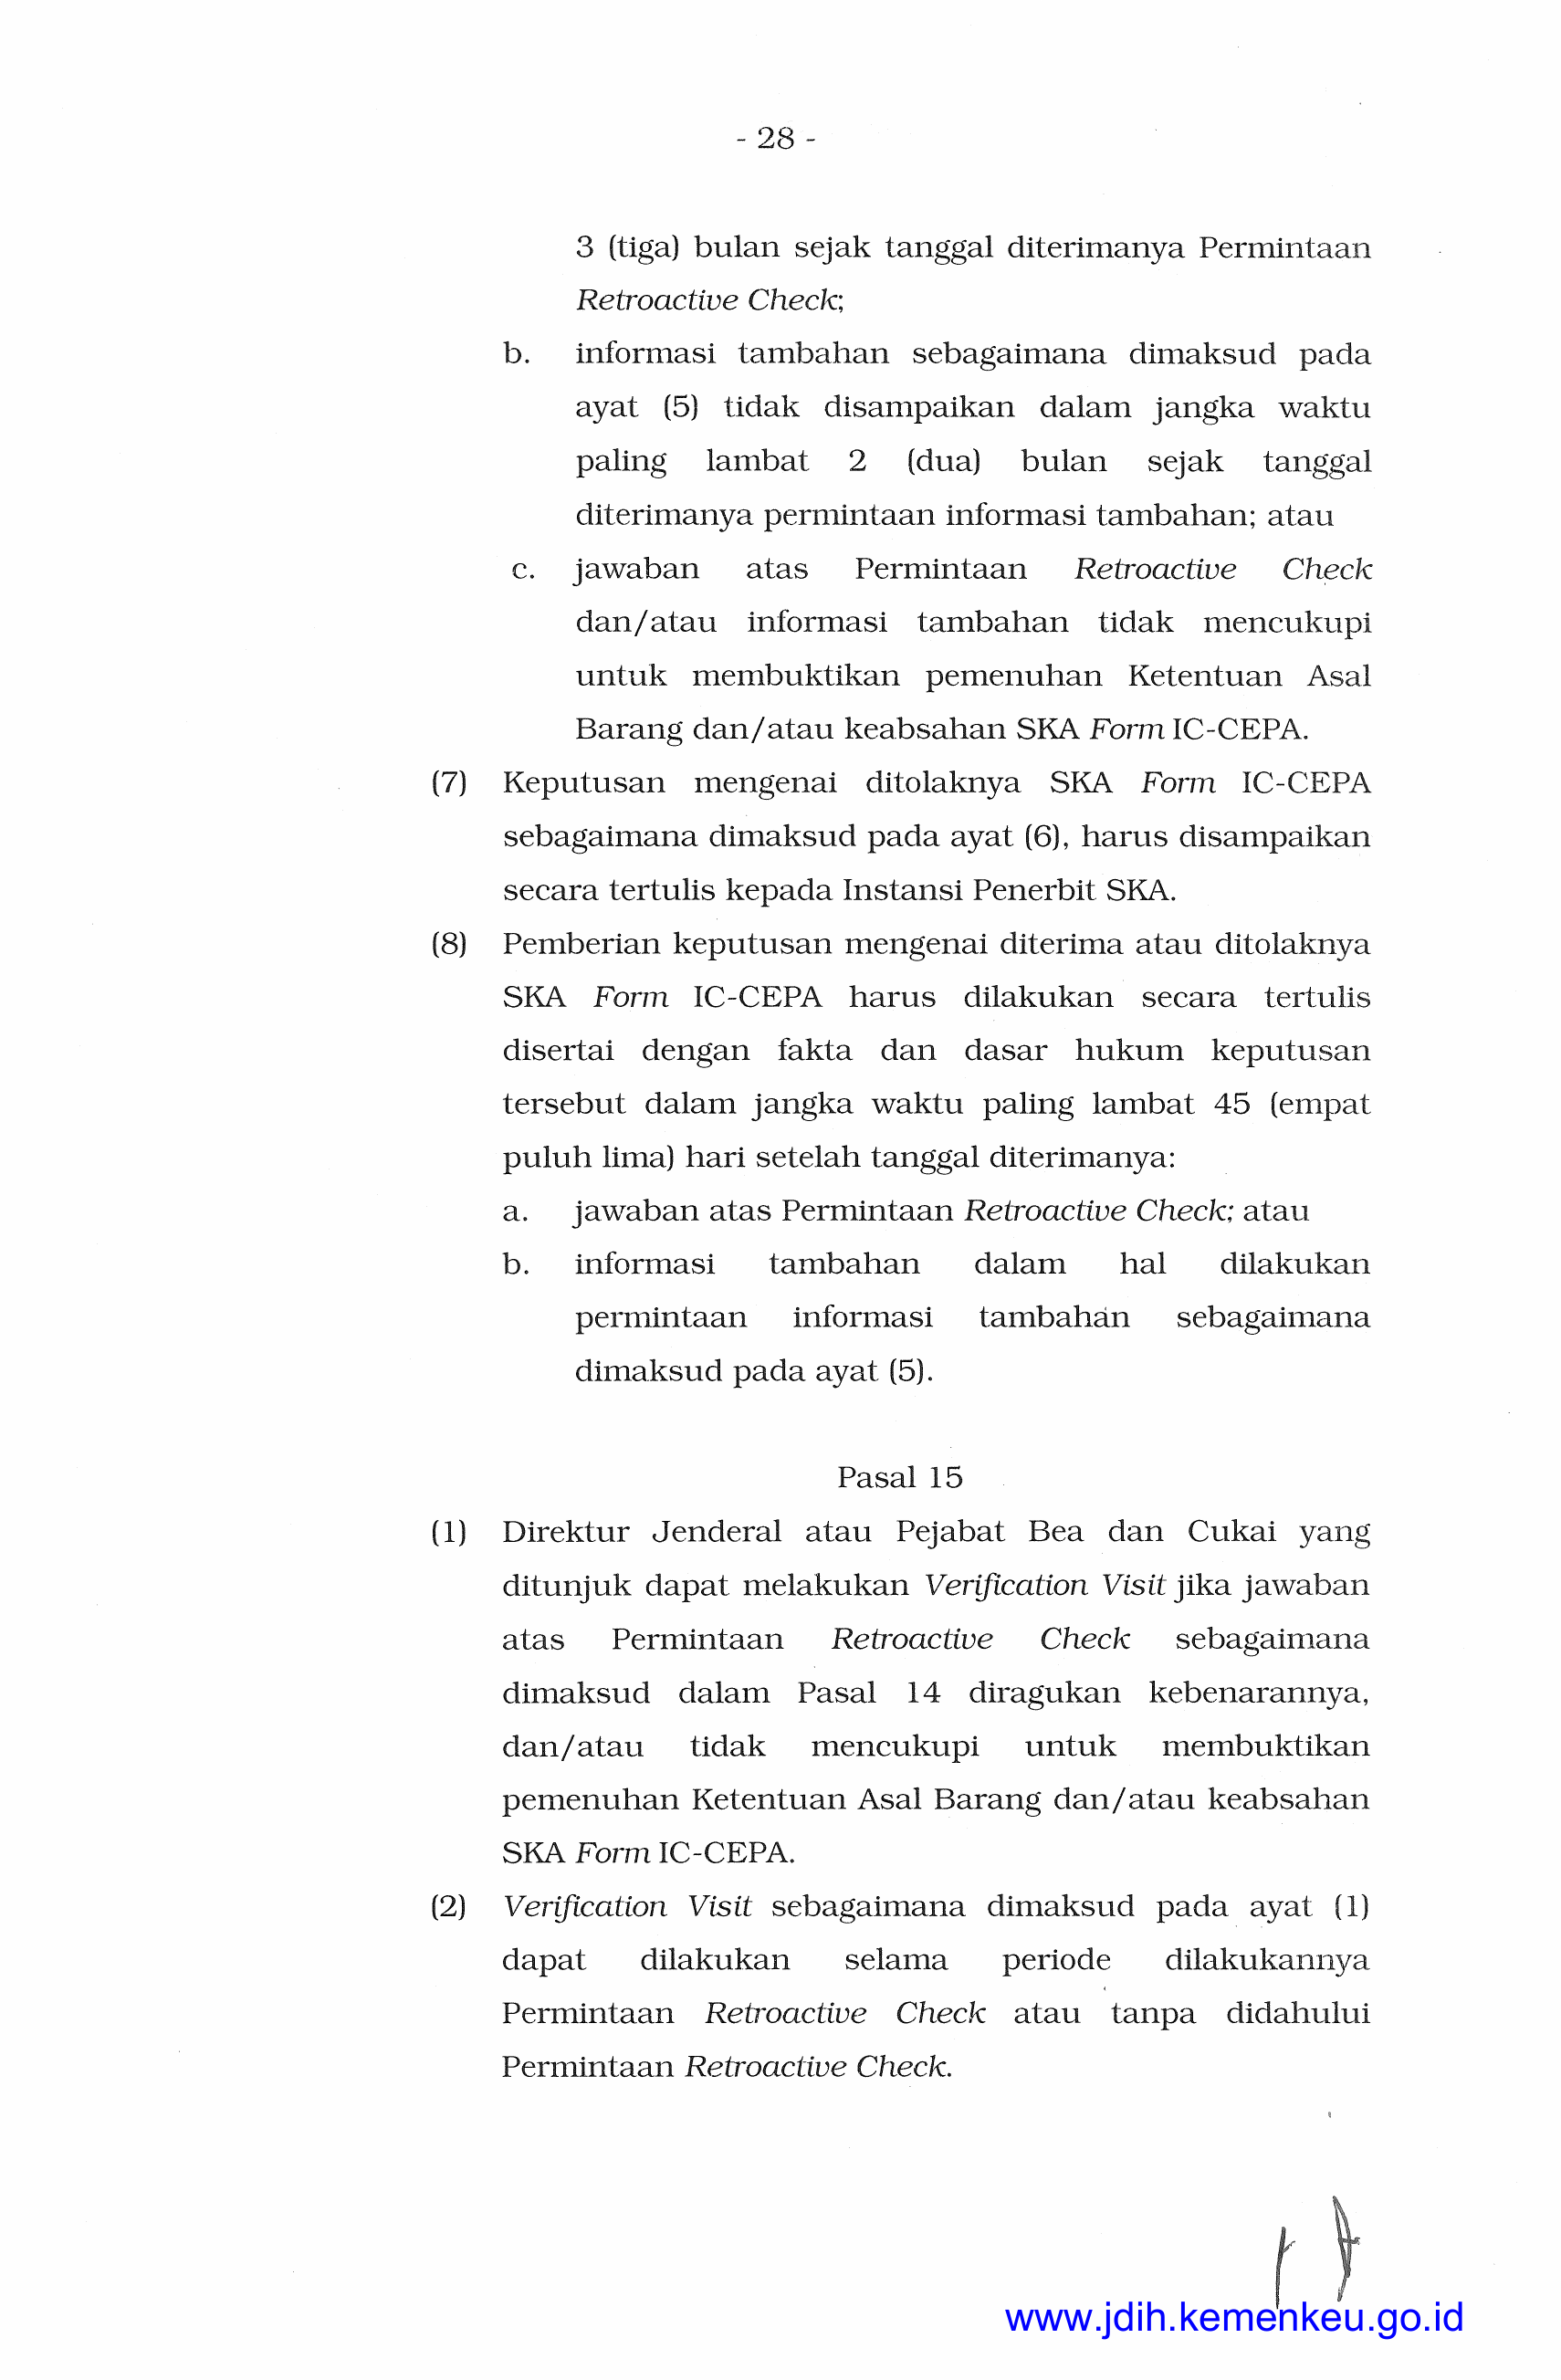 - 28 -
3 (tiga) bulan sejak tanggal diterimanya Permintaan
Retroactive Check;
b. informasi tambahan sebagaimana dimaksud pada
ayat (5) tidak disampaikan dalam jangka waktu
paling lambat 2 (dua) bulan sejak tanggal
diterimanya permintaan informasi tambahan; atau
c. jawaban atas Permintaan Retroactive Check
dan/atau informasi tambahan tidak mencukupi
untuk membuktikan pemenuhan Ketentuan Asal
Barang dan/atau keabsahan SKA Form IC-CEPA.
(7) Keputusan mengenai ditolaknya SKA Form IC-CEPA
sebagaimana dimaksud pada ayat (6), harus disampaikan
secara tertulis kepada Instansi Penerbit SKA.
(8) Pemberian keputusan mengenai diterima atau ditolaknya
SKA Form IC-CEPA harus dilakukan secara tertulis
disertai dengan fakta dan dasar hukum keputusan
tersebut dalam jangka waktu paling lambat 45 (empat
puluh lima) hari setelah tanggal diterimanya:
a. jawaban atas Permintaan Retroactive Check; atau
b. informasi tambahan dalam hal dilakukan
permintaan informasi tambahan sebagaimana
dimaksud pada ayat (5).
Pasal 15
(1) Direktur Jenderal atau Pejabat Bea dan Cukai yang
ditunjuk dapat melakukan Verification Visit jika jawaban
atas Permintaan Retroactive Check sebagaimana
dimaksud dalam Pasal 14 diragukan kebenarannya,
dan/atau tidak mencukupi untuk membuktikan
pemenuhan Ketentuan Asal Barang dan/atau keabsahan
SKA Form IC-CEPA.
(2) Verification Visit sebagaimana dimaksud pada ayat (1)
dapat dilakukan selama periode dilakukannya
Permintaan Retroactive Check atau tanpa didahului
Permintaan Retroactive Check.
www.jdih.kemenkeu.go.id